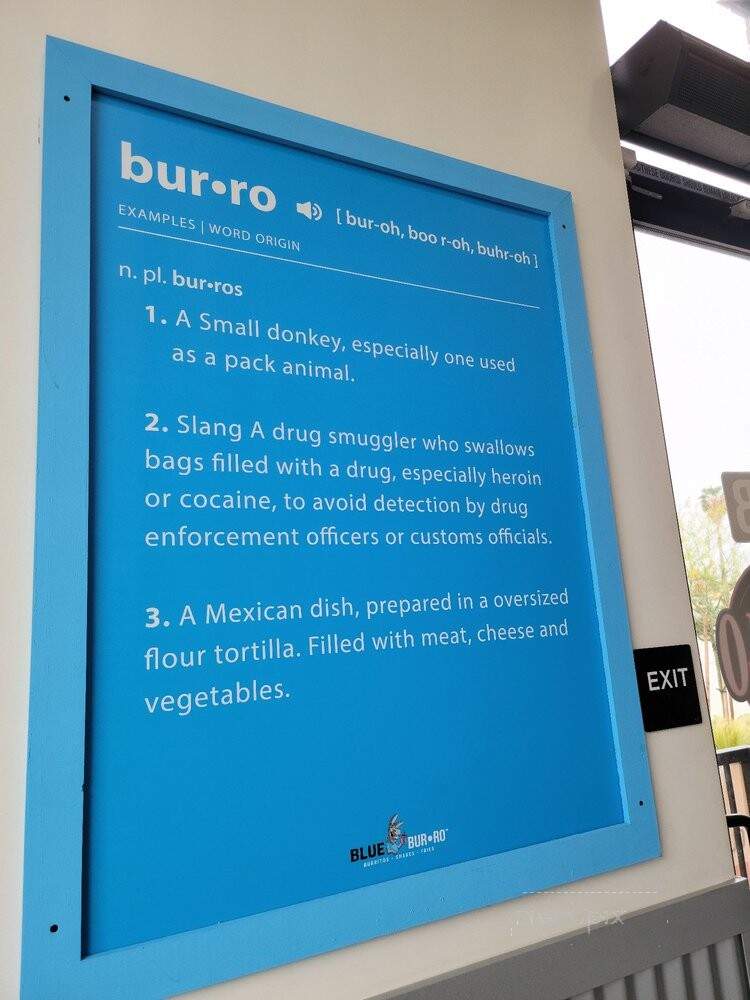 bur•ro [ bur-oh, boo r-oh, buhr-oh ]
EXAMPLES | WORD ORIGIN
n. pl. bur•ros
1. A Small donkey, especially one used
as a pack animal.
2. Slang A drug smuggler who swallows
bags filled with a drug, especially heroin
or cocaine, to avoid detection by drug
enforcement officers or customs officials.
3. A Mexican dish, prepared in a oversized
flour tortilla. Filled with meat, cheese and
vegetables.
BLUE BUR•RO
BURRITOS • SHAKES • FRIES
EXIT